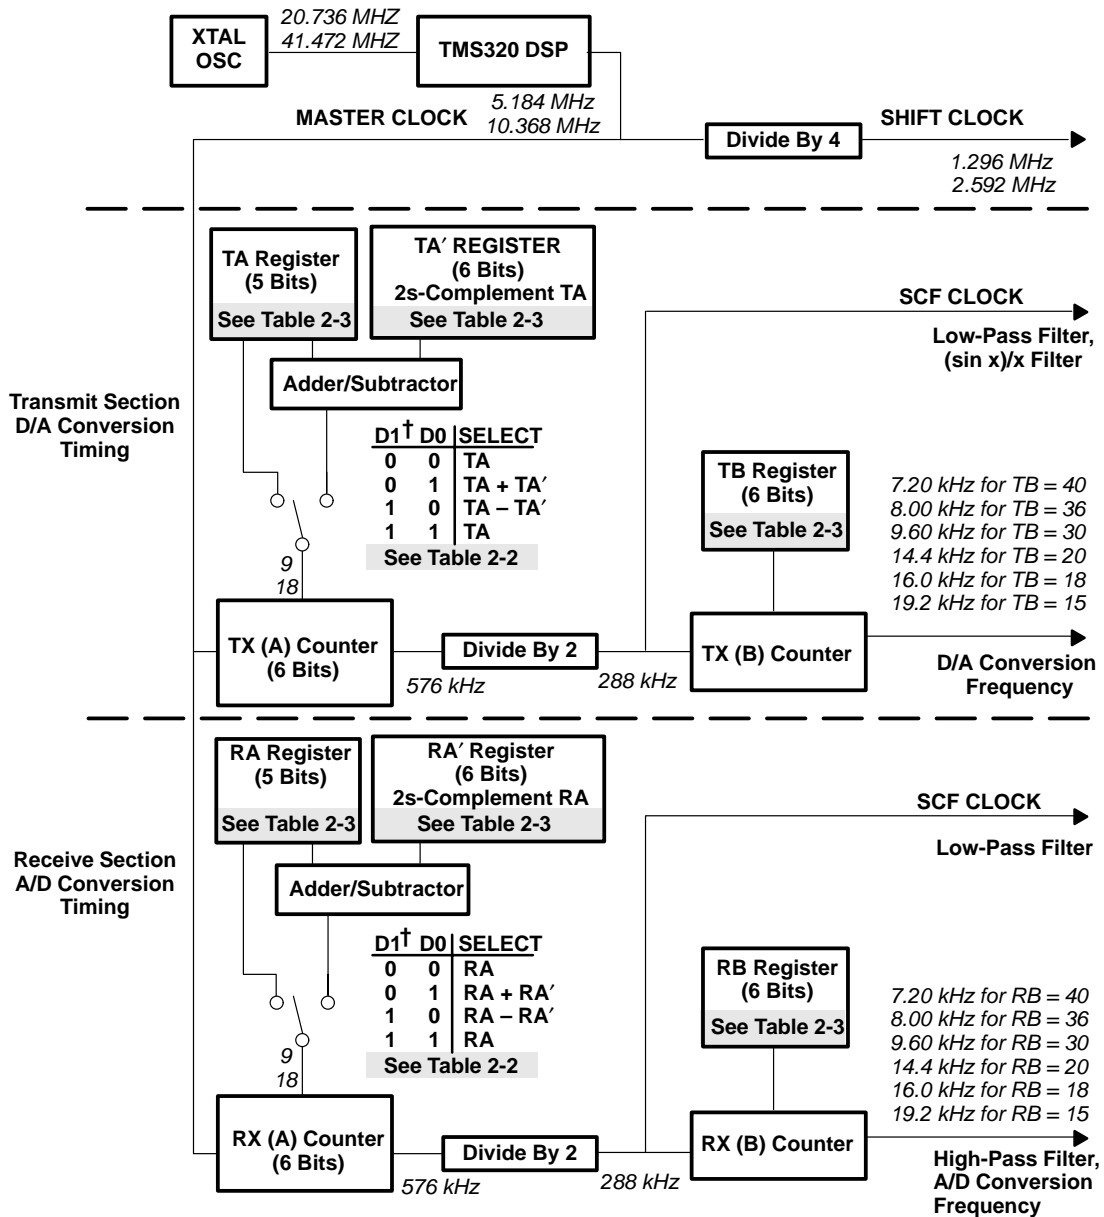 XTAL
OSC
20.736 MHZ
41.472 MHZ
TMS320 DSP
MASTER CLOCK
5.184 MHz
10.368 MHz
Divide By 4
SHIFT CLOCK
1.296 MHz
2.592 MHz
Transmit Section
D/A Conversion
Timing
TA Register
(5 Bits)
See Table 2-3
TA′ REGISTER
(6 Bits)
2s-Complement TA
See Table 2-3
Adder/Subtractor
D1† D0 SELECT
0 0 TA
0 1 TA + TA′
1 0 TA – TA′
1 1 TA
See Table 2-2
9
18
TX (A) Counter
(6 Bits)
576 kHz
Divide By 2
288 kHz
SCF CLOCK
Low-Pass Filter,
(sin x)/x Filter
TB Register
(6 Bits)
See Table 2-3
TX (B) Counter
7.20 kHz for TB = 40
8.00 kHz for TB = 36
9.60 kHz for TB = 30
14.4 kHz for TB = 20
16.0 kHz for TB = 18
19.2 kHz for TB = 15
D/A Conversion
Frequency
Receive Section
A/D Conversion
Timing
RA Register
(5 Bits)
See Table 2-3
RA′ Register
(6 Bits)
2s-Complement RA
See Table 2-3
Adder/Subtractor
D1† D0 SELECT
0 0 RA
0 1 RA + RA′
1 0 RA – RA′
1 1 RA
See Table 2-2
9
18
RX (A) Counter
(6 Bits)
576 kHz
Divide By 2
288 kHz
SCF CLOCK
Low-Pass Filter
RB Register
(6 Bits)
See Table 2-3
RX (B) Counter
7.20 kHz for RB = 40
8.00 kHz for RB = 36
9.60 kHz for RB = 30
14.4 kHz for RB = 20
16.0 kHz for RB = 18
19.2 kHz for RB = 15
High-Pass Filter,
A/D Conversion
Frequency